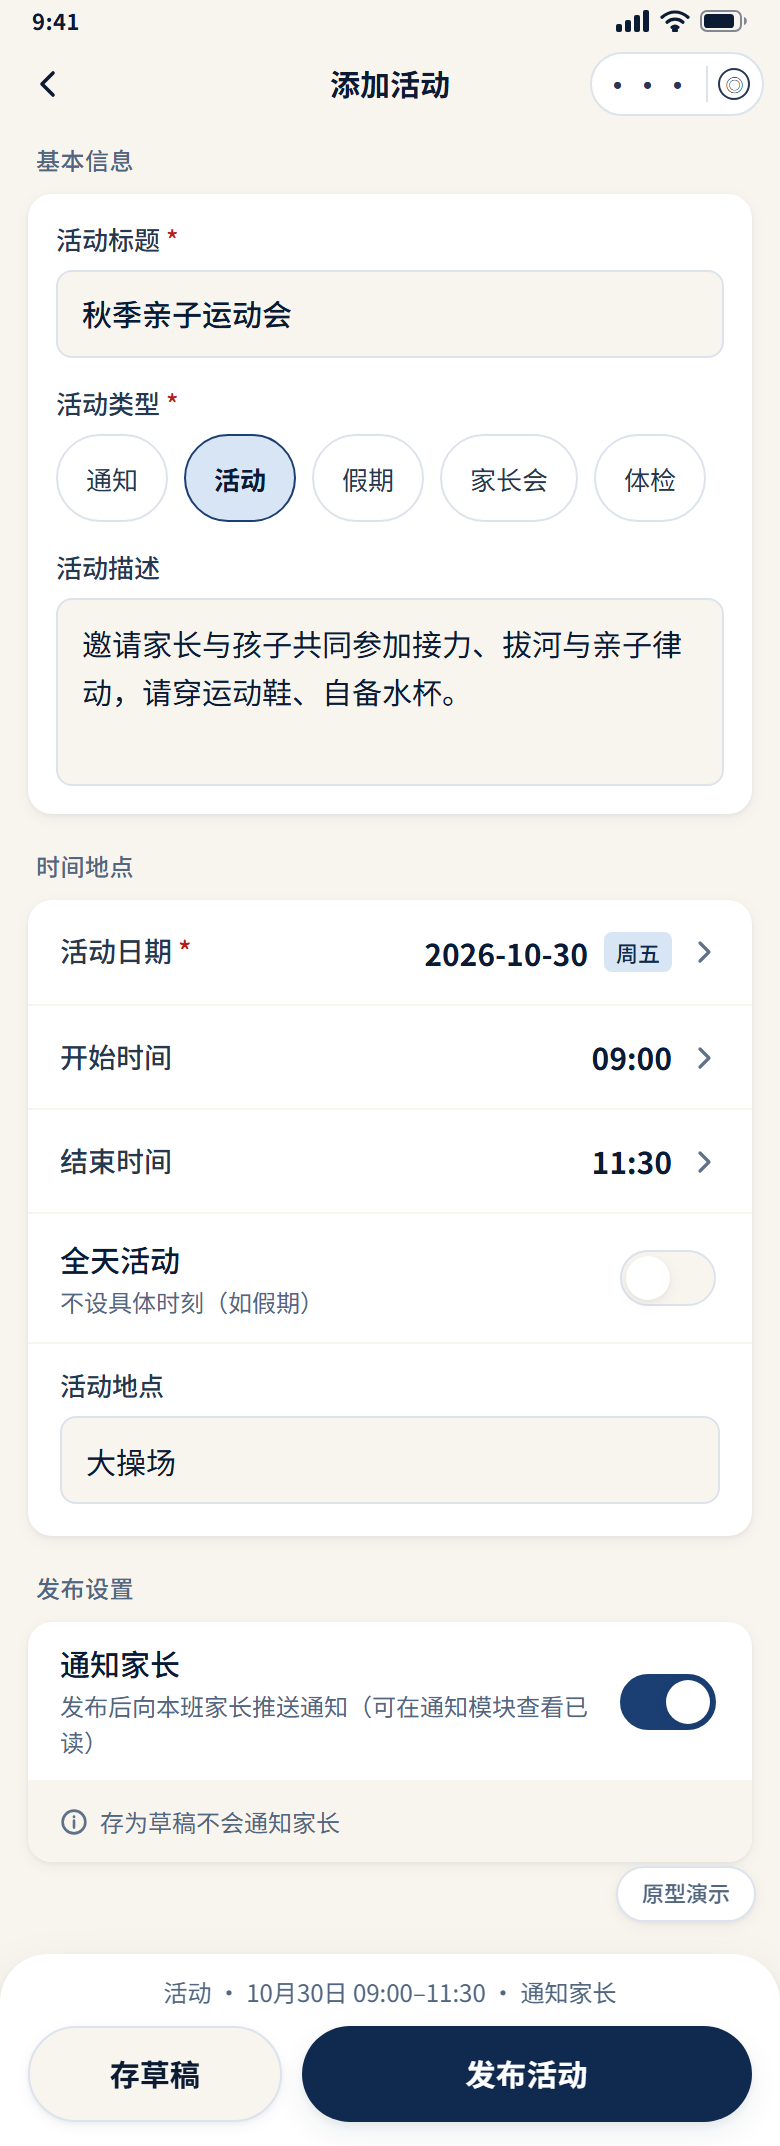 9:41
添加活动
基本信息
活动标题 *
秋季亲子运动会
活动类型 *
通知
活动
假期
家长会
体检
活动描述
邀请家长与孩子共同参加接力、拔河与亲子律
动，请穿运动鞋、自备水杯。
时间地点
活动日期 *
2026-10-30 周五
开始时间
09:00
结束时间
11:30
全天活动
不设具体时刻（如假期）
活动地点
大操场
发布设置
通知家长
发布后向本班家长推送通知（可在通知模块查看已
读）
存为草稿不会通知家长
原型演示
活动 · 10月30日 09:00–11:30 · 通知家长
存草稿
发布活动